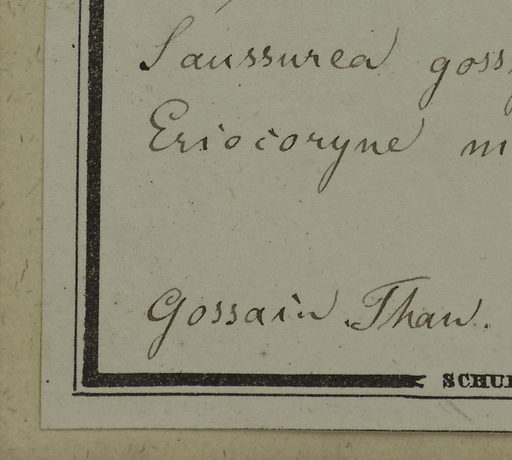 Saussurea goss
Eriocoryne m
Gossain Than.
SCHU